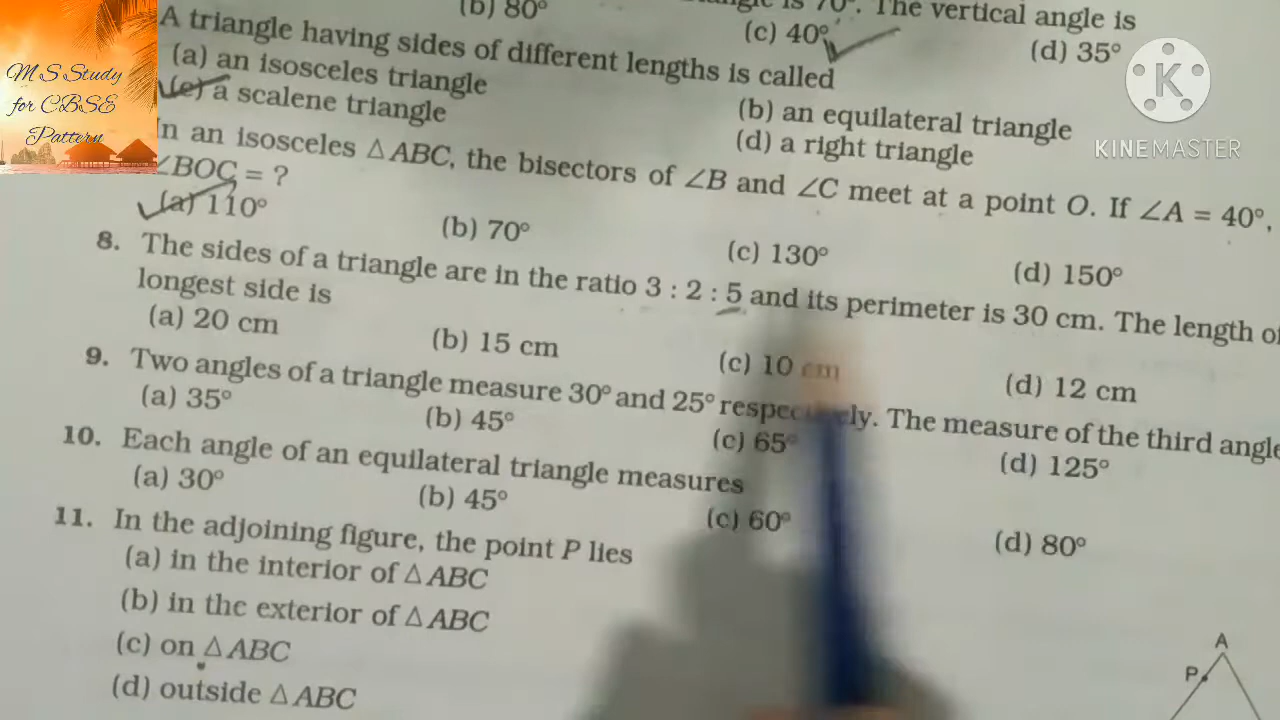 is 70°. The vertical angle is
(b) 80°
(c) 40°
(d) 35°
A triangle having sides of different lengths is called
(a) an isosceles triangle
(b) an equilateral triangle
(c) a scalene triangle
(d) a right triangle
In an isosceles △ABC, the bisectors of ∠B and ∠C meet at a point O. If ∠A = 40°,
∠BOC = ?
(a) 110°
(b) 70°
(c) 130°
(d) 150°
8. The sides of a triangle are in the ratio 3 : 2 : 5 and its perimeter is 30 cm. The length of
longest side is
(a) 20 cm
(b) 15 cm
(c) 10 cm
(d) 12 cm
9. Two angles of a triangle measure 30° and 25° respectively. The measure of the third angle
(a) 35°
(b) 45°
(c) 65°
(d) 125°
10. Each angle of an equilateral triangle measures
(a) 30°
(b) 45°
(c) 60°
(d) 80°
11. In the adjoining figure, the point P lies
(a) in the interior of △ABC
(b) in the exterior of △ABC
(c) on △ABC
(d) outside △ABC
A
P
M S Study
for CBSE
Pattern
K
KINEMASTER